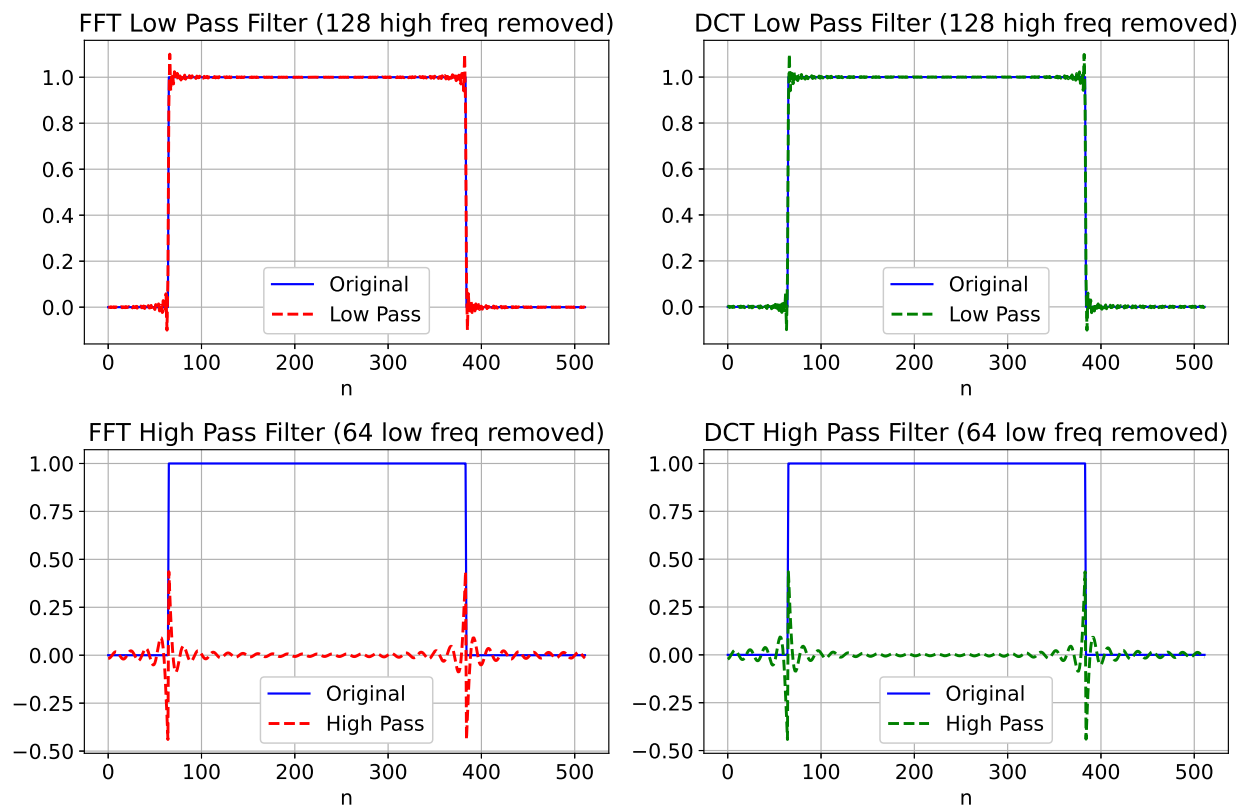 FFT Low Pass Filter (128 high freq removed)
1.0
0.8
0.6
0.4
0.2
0.0
Original
Low Pass
0 100 200 300 400 500
n
DCT Low Pass Filter (128 high freq removed)
1.0
0.8
0.6
0.4
0.2
0.0
Original
Low Pass
0 100 200 300 400 500
n
FFT High Pass Filter (64 low freq removed)
1.00
0.75
0.50
0.25
0.00
−0.25
−0.50
Original
High Pass
0 100 200 300 400 500
n
DCT High Pass Filter (64 low freq removed)
1.00
0.75
0.50
0.25
0.00
−0.25
−0.50
Original
High Pass
0 100 200 300 400 500
n